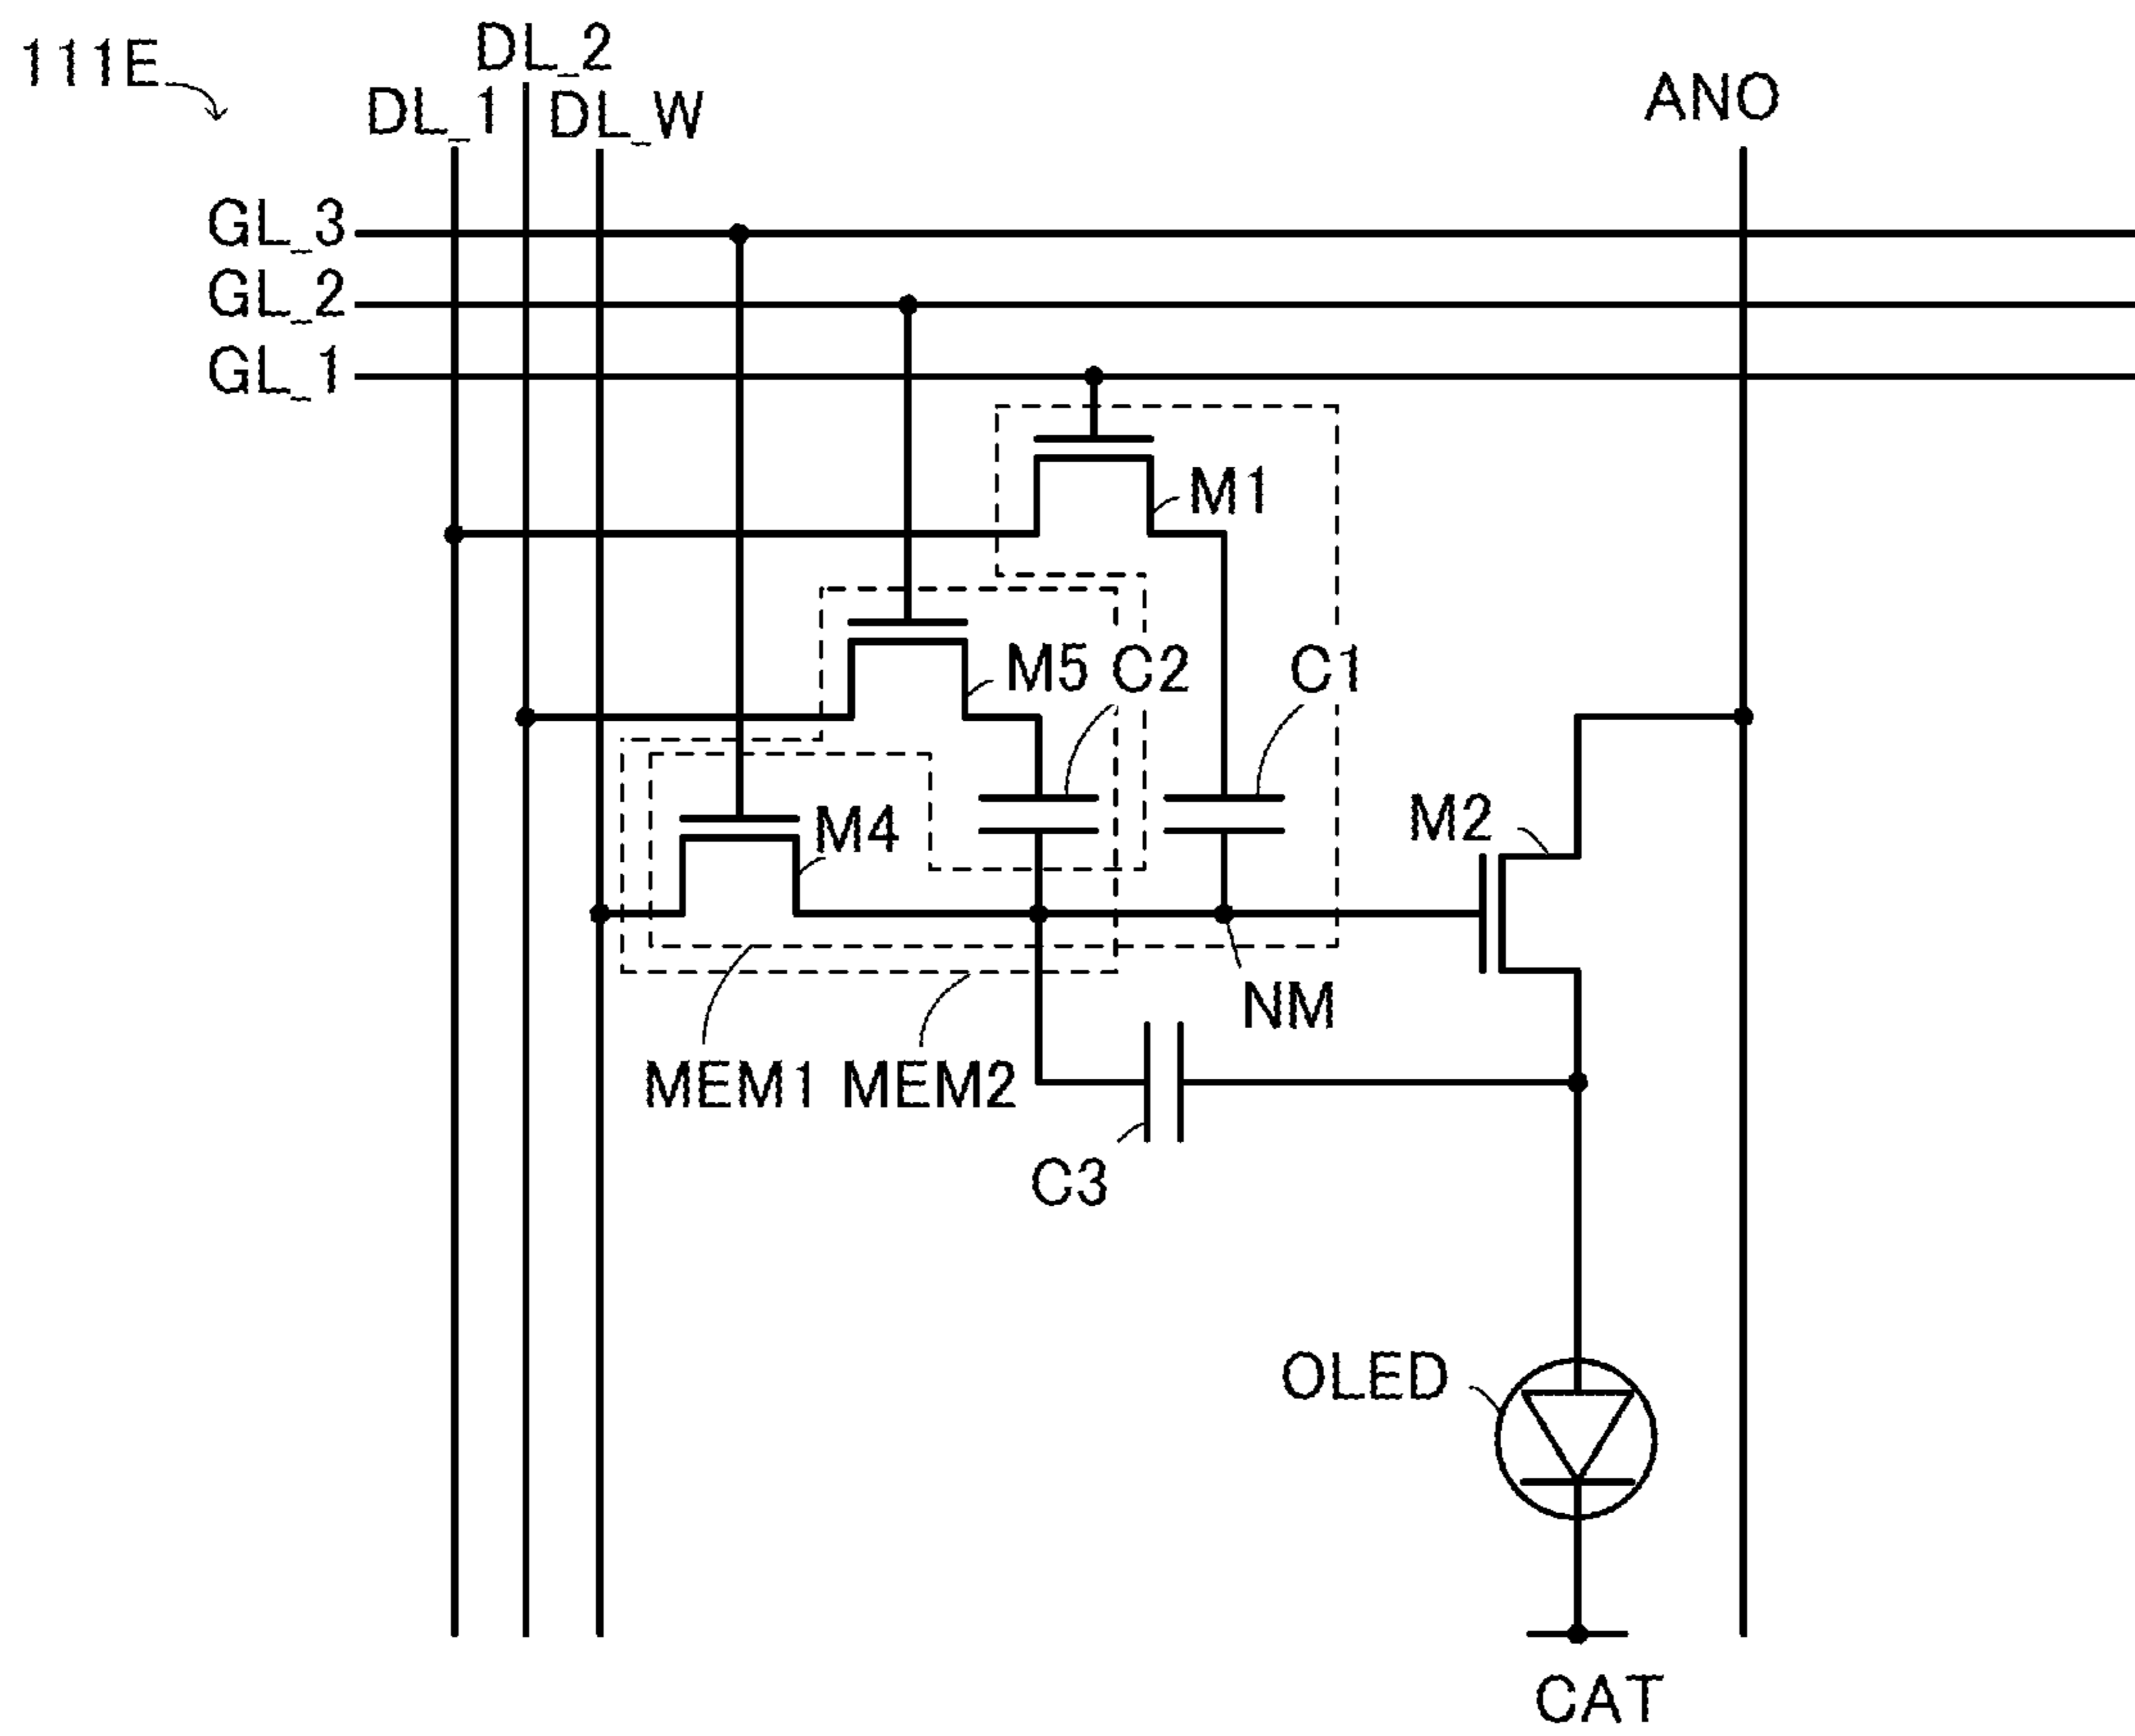 111E
DL_2
DL_1
DL_W
ANO
GL_3
GL_2
GL_1
M1
M5
C2
C1
M4
M2
NM
MEM1
MEM2
C3
OLED
CAT